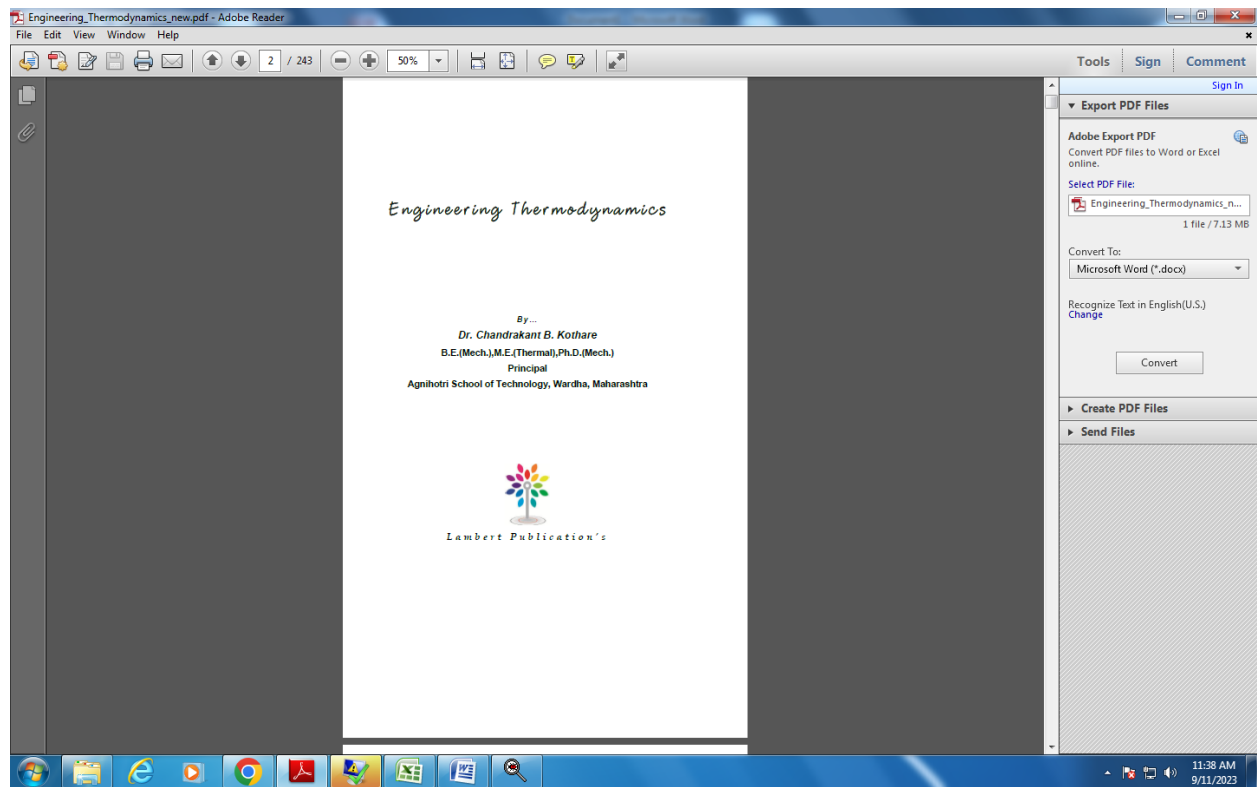 Engineering_Thermodynamics_new.pdf - Adobe Reader
File Edit View Window Help
2 / 243 50% Tools Sign Comment
Sign In
Export PDF Files
Adobe Export PDF
Convert PDF files to Word or Excel
online.
Select PDF File:
Engineering_Thermodynamics_n...
1 file / 7.13 MB
Convert To:
Microsoft Word (*.docx)
Recognize Text in English(U.S.)
Change
Convert
Create PDF Files
Send Files
Engineering Thermodynamics
By...
Dr. Chandrakant B. Kothare
B.E.(Mech.),M.E.(Thermal),Ph.D.(Mech.)
Principal
Agnihotri School of Technology, Wardha, Maharashtra
Lambert Publication's
11:38 AM
9/11/2023